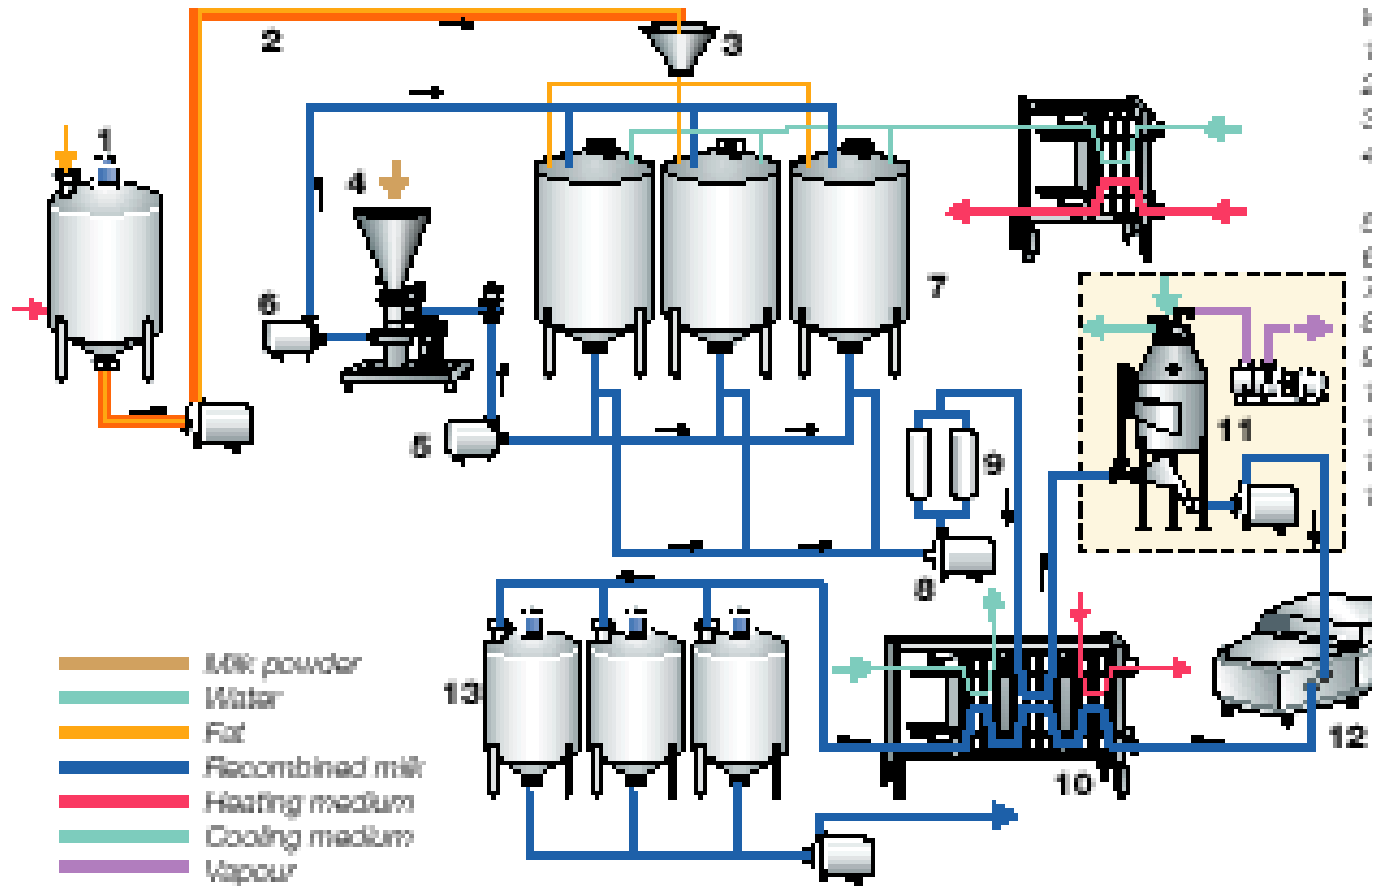 1
2
3
4
5
6
7
8
9
10
11
12
13
Milk powder
Water
Fat
Recombined milk
Heating medium
Cooling medium
Vapour